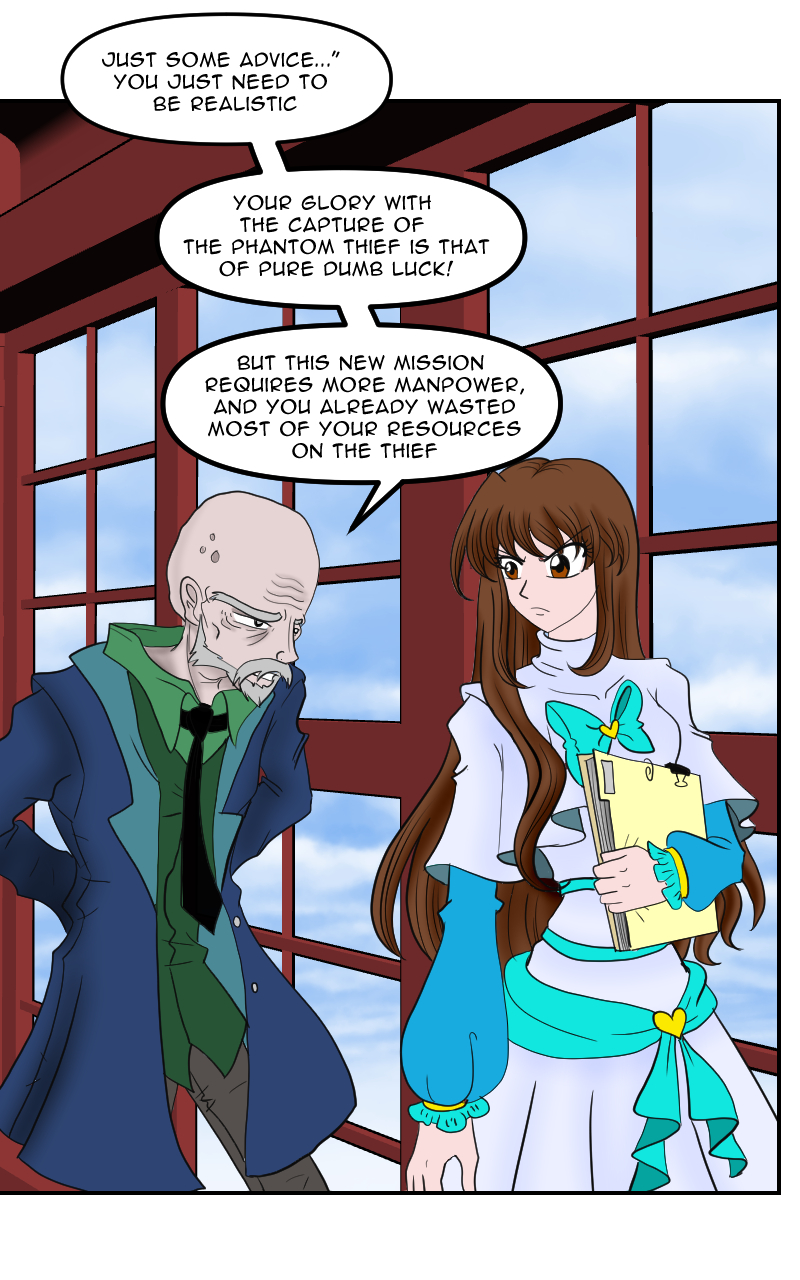 JUST SOME ADVICE..."
YOU JUST NEED TO
BE REALISTIC
YOUR GLORY WITH
THE CAPTURE OF
THE PHANTOM THIEF IS THAT
OF PURE DUMB LUCK!
BUT THIS NEW MISSION
REQUIRES MORE MANPOWER,
AND YOU ALREADY WASTED
MOST OF YOUR RESOURCES
ON THE THIEF